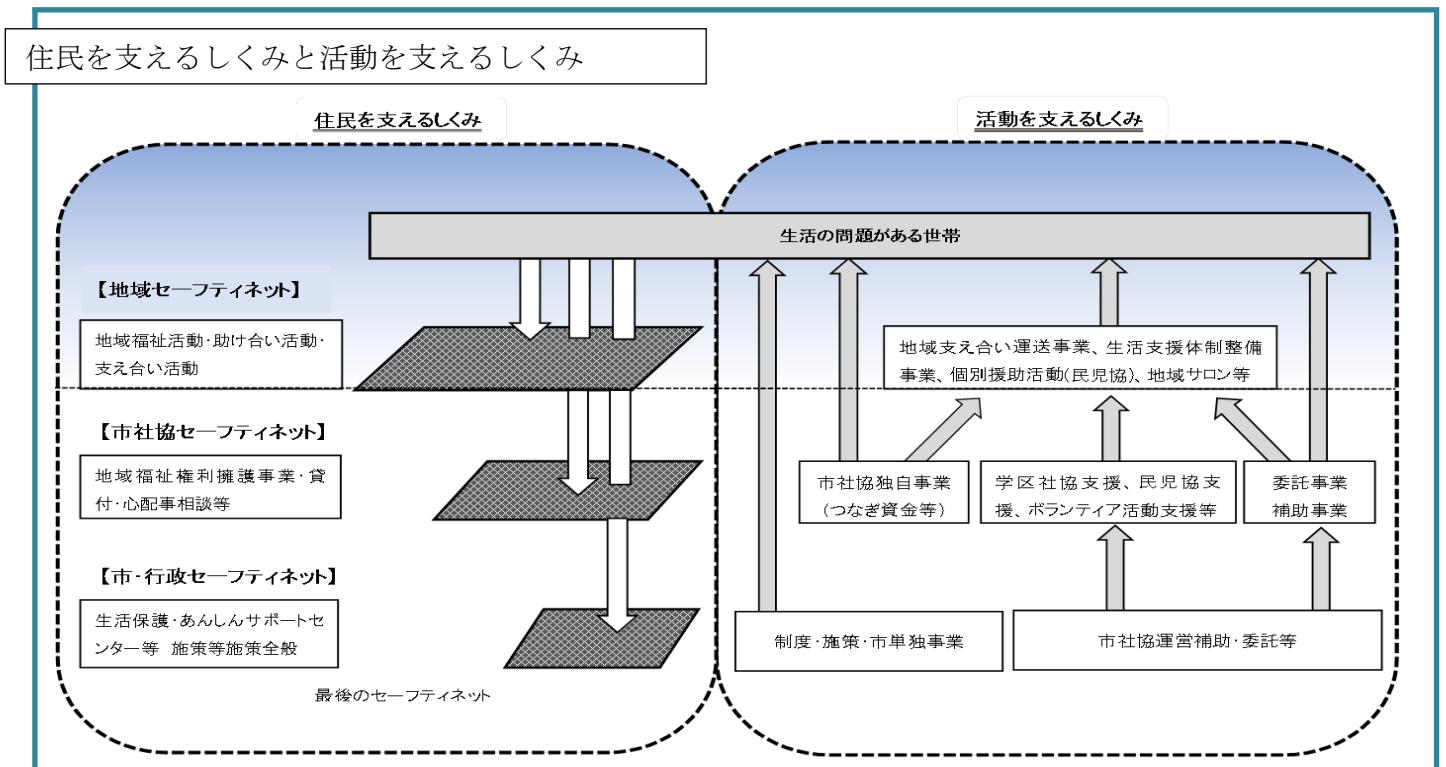 住民を支えるしくみと活動を支えるしくみ
住民を支えるしくみ
活動を支えるしくみ
生活の問題がある世帯
【地域セーフティネット】
地域福祉活動・助け合い活動・
支え合い活動
地域支え合い運送事業、生活支援体制整備
事業、個別援助活動(民児協)、地域サロン等
【市社協セーフティネット】
地域福祉権利擁護事業・貸
付・心配事相談等
市社協独自事業
(つなぎ資金等)
学区社協支援、民児協支
援、ボランティア活動支援等
委託事業
補助事業
【市・行政セーフティネット】
生活保護・あんしんサポートセ
ンター等 施策等施策全般
制度・施策・市単独事業
市社協運営補助・委託等
最後のセーフティネット